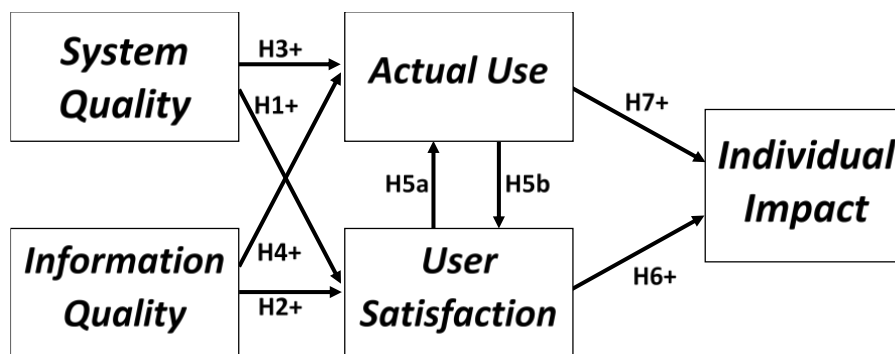 System
Quality
H3+
H1+
Actual Use
H7+
Individual
Impact
H5a
H5b
Information
Quality
H4+
H2+
User
Satisfaction
H6+